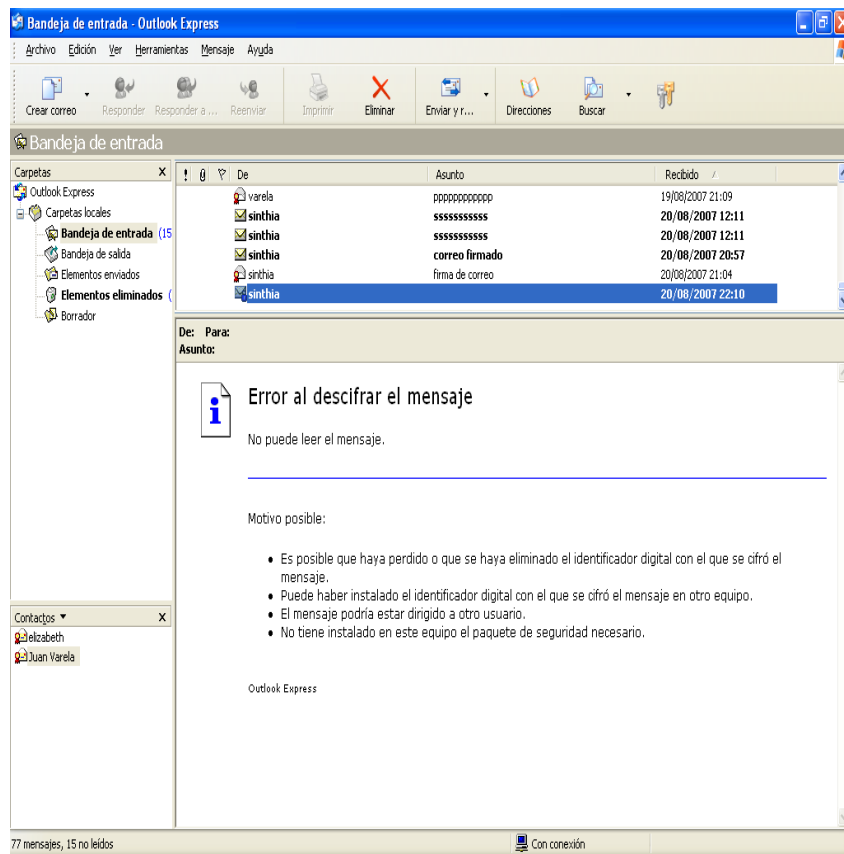 Bandeja de entrada - Outlook Express
Archivo Edición Ver Herramientas Mensaje Ayuda
Crear correo Responder Responder a ... Reenviar Imprimir Eliminar Enviar y r... Direcciones Buscar
Bandeja de entrada
Carpetas X
Outlook Express
Carpetas locales
Bandeja de entrada (15
Bandeja de salida
Elementos enviados
Elementos eliminados (
Borrador
! De Asunto Recibido
varela pppppppppppp 19/08/2007 21:09
sinthia sssssssssss 20/08/2007 12:11
sinthia sssssssssss 20/08/2007 12:11
sinthia correo firmado 20/08/2007 20:57
sinthia firma de correo 20/08/2007 21:04
sinthia 20/08/2007 22:10
De: Para:
Asunto:
Error al descifrar el mensaje
No puede leer el mensaje.
Motivo posible:
• Es posible que haya perdido o que se haya eliminado el identificador digital con el que se cifró el
mensaje.
• Puede haber instalado el identificador digital con el que se cifró el mensaje en otro equipo.
• El mensaje podría estar dirigido a otro usuario.
• No tiene instalado en este equipo el paquete de seguridad necesario.
Outlook Express
Contactos X
elizabeth
Juan Varela
77 mensajes, 15 no leídos
Con conexión